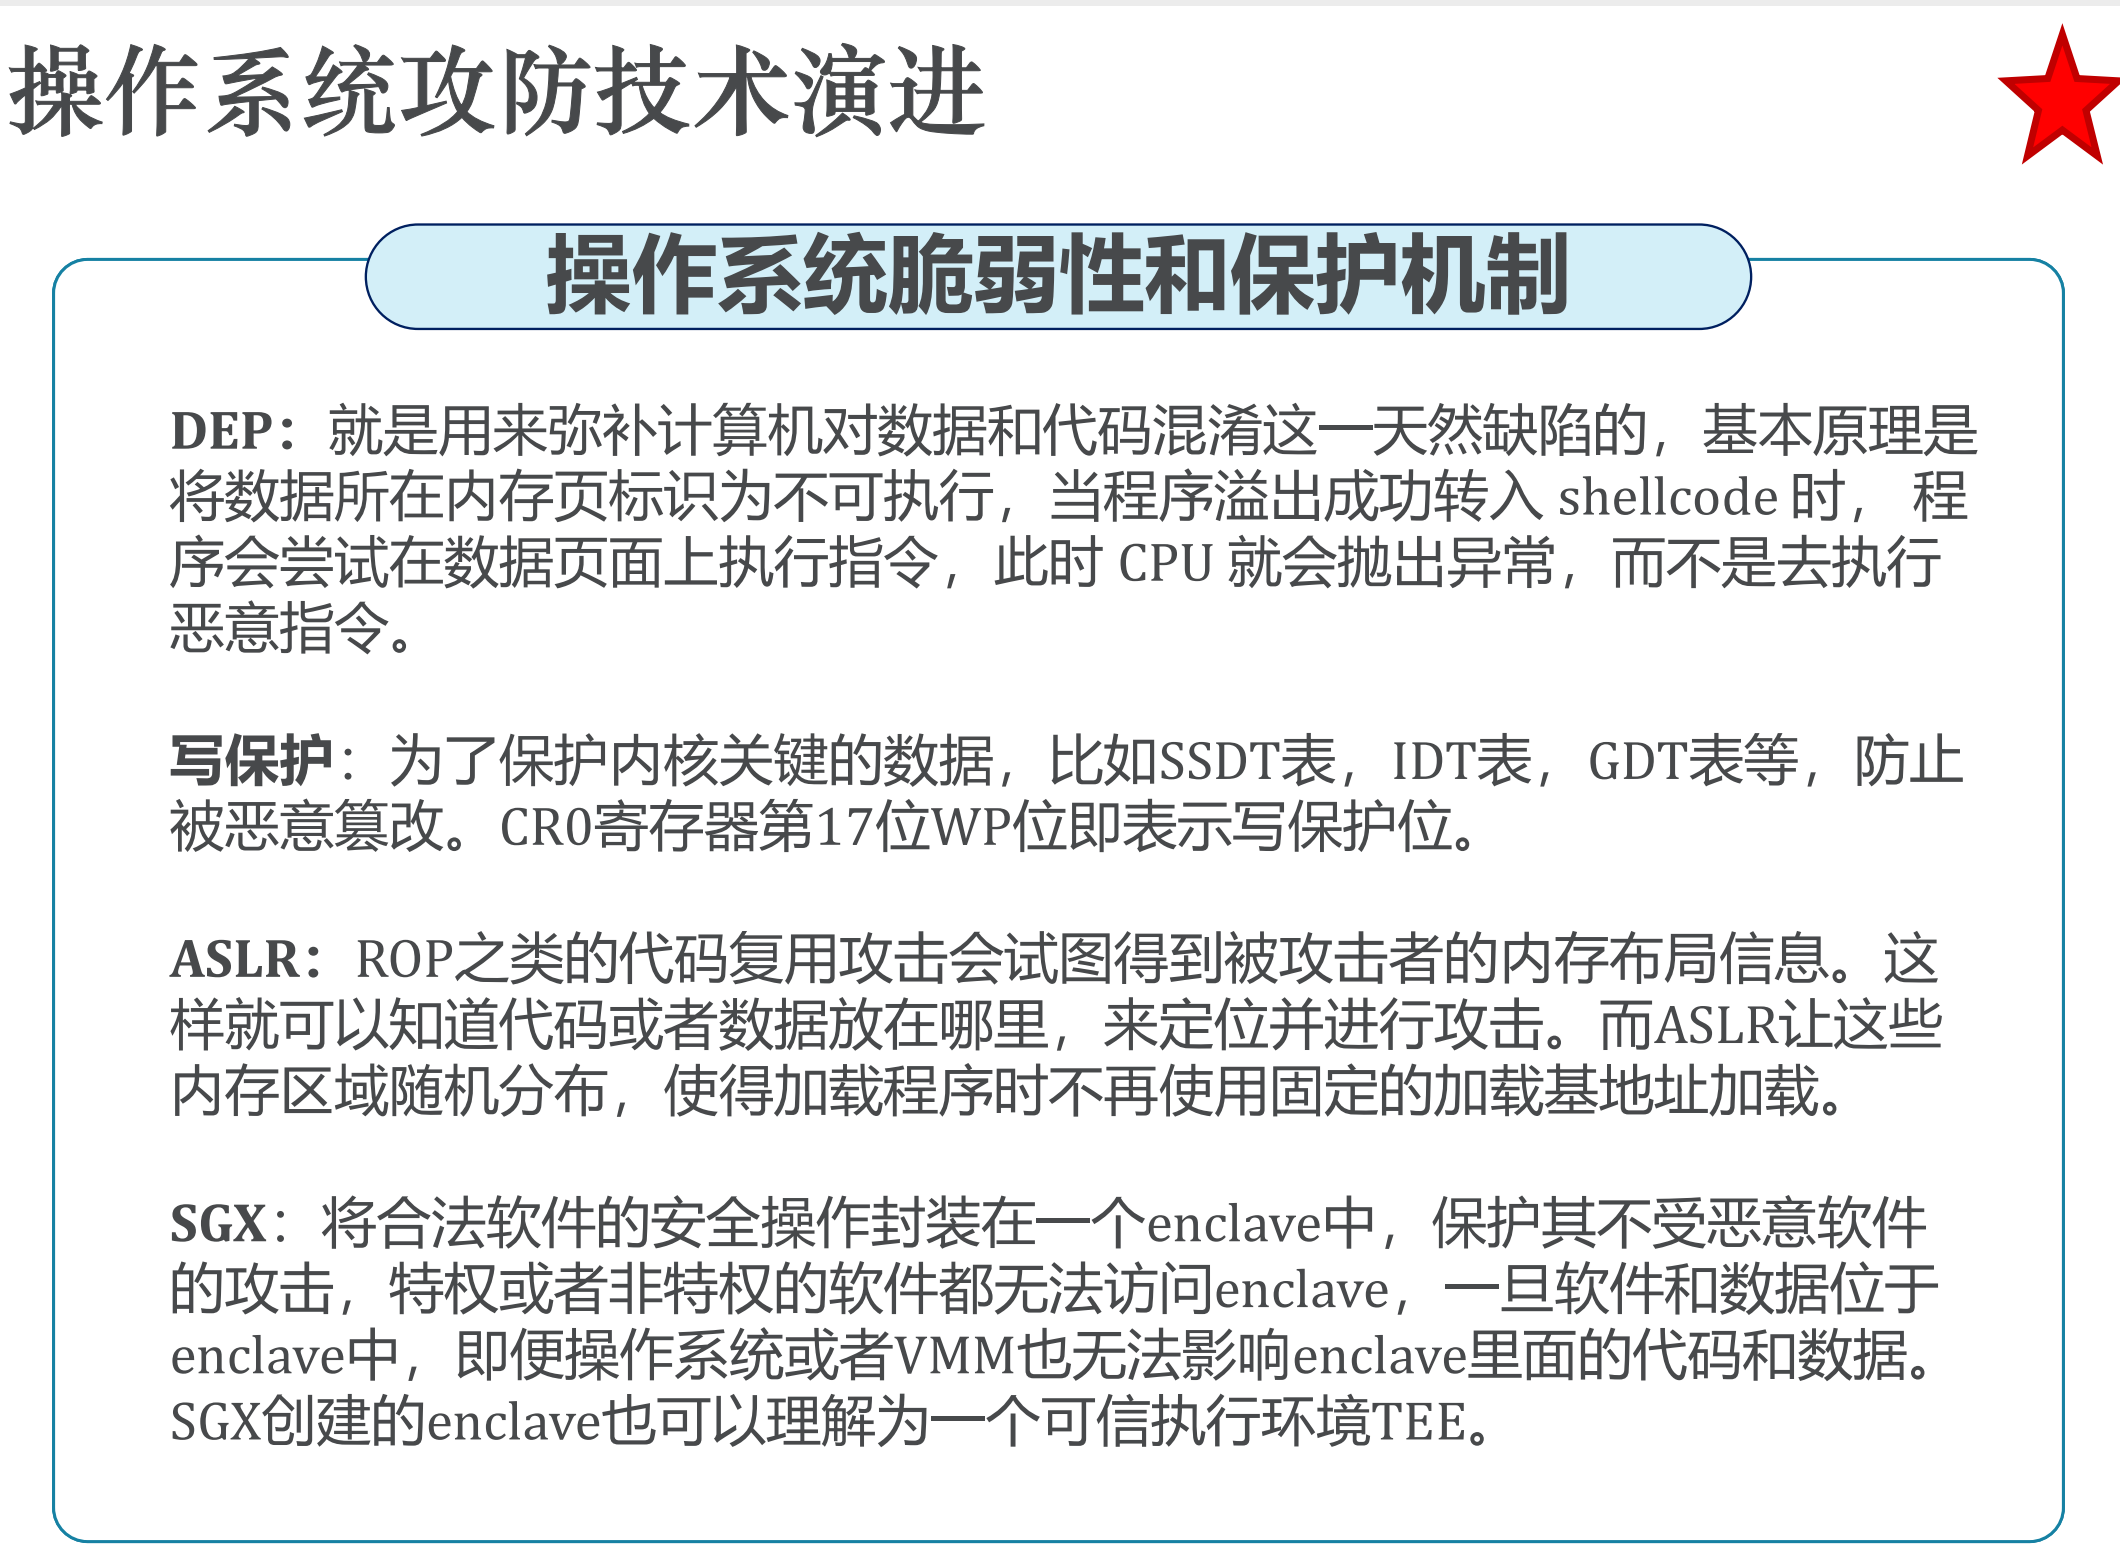 操作系统攻防技术演进
操作系统脆弱性和保护机制
DEP：就是用来弥补计算机对数据和代码混淆这一天然缺陷的，基本原理是
将数据所在内存页标识为不可执行，当程序溢出成功转入 shellcode 时， 程
序会尝试在数据页面上执行指令，此时 CPU 就会抛出异常，而不是去执行
恶意指令。
写保护：为了保护内核关键的数据，比如SSDT表，IDT表，GDT表等，防止
被恶意篡改。CR0寄存器第17位WP位即表示写保护位。
ASLR：ROP之类的代码复用攻击会试图得到被攻击者的内存布局信息。这
样就可以知道代码或者数据放在哪里，来定位并进行攻击。而ASLR让这些
内存区域随机分布，使得加载程序时不再使用固定的加载基地址加载。
SGX：将合法软件的安全操作封装在一个enclave中，保护其不受恶意软件
的攻击，特权或者非特权的软件都无法访问enclave，一旦软件和数据位于
enclave中，即便操作系统或者VMM也无法影响enclave里面的代码和数据。
SGX创建的enclave也可以理解为一个可信执行环境TEE。